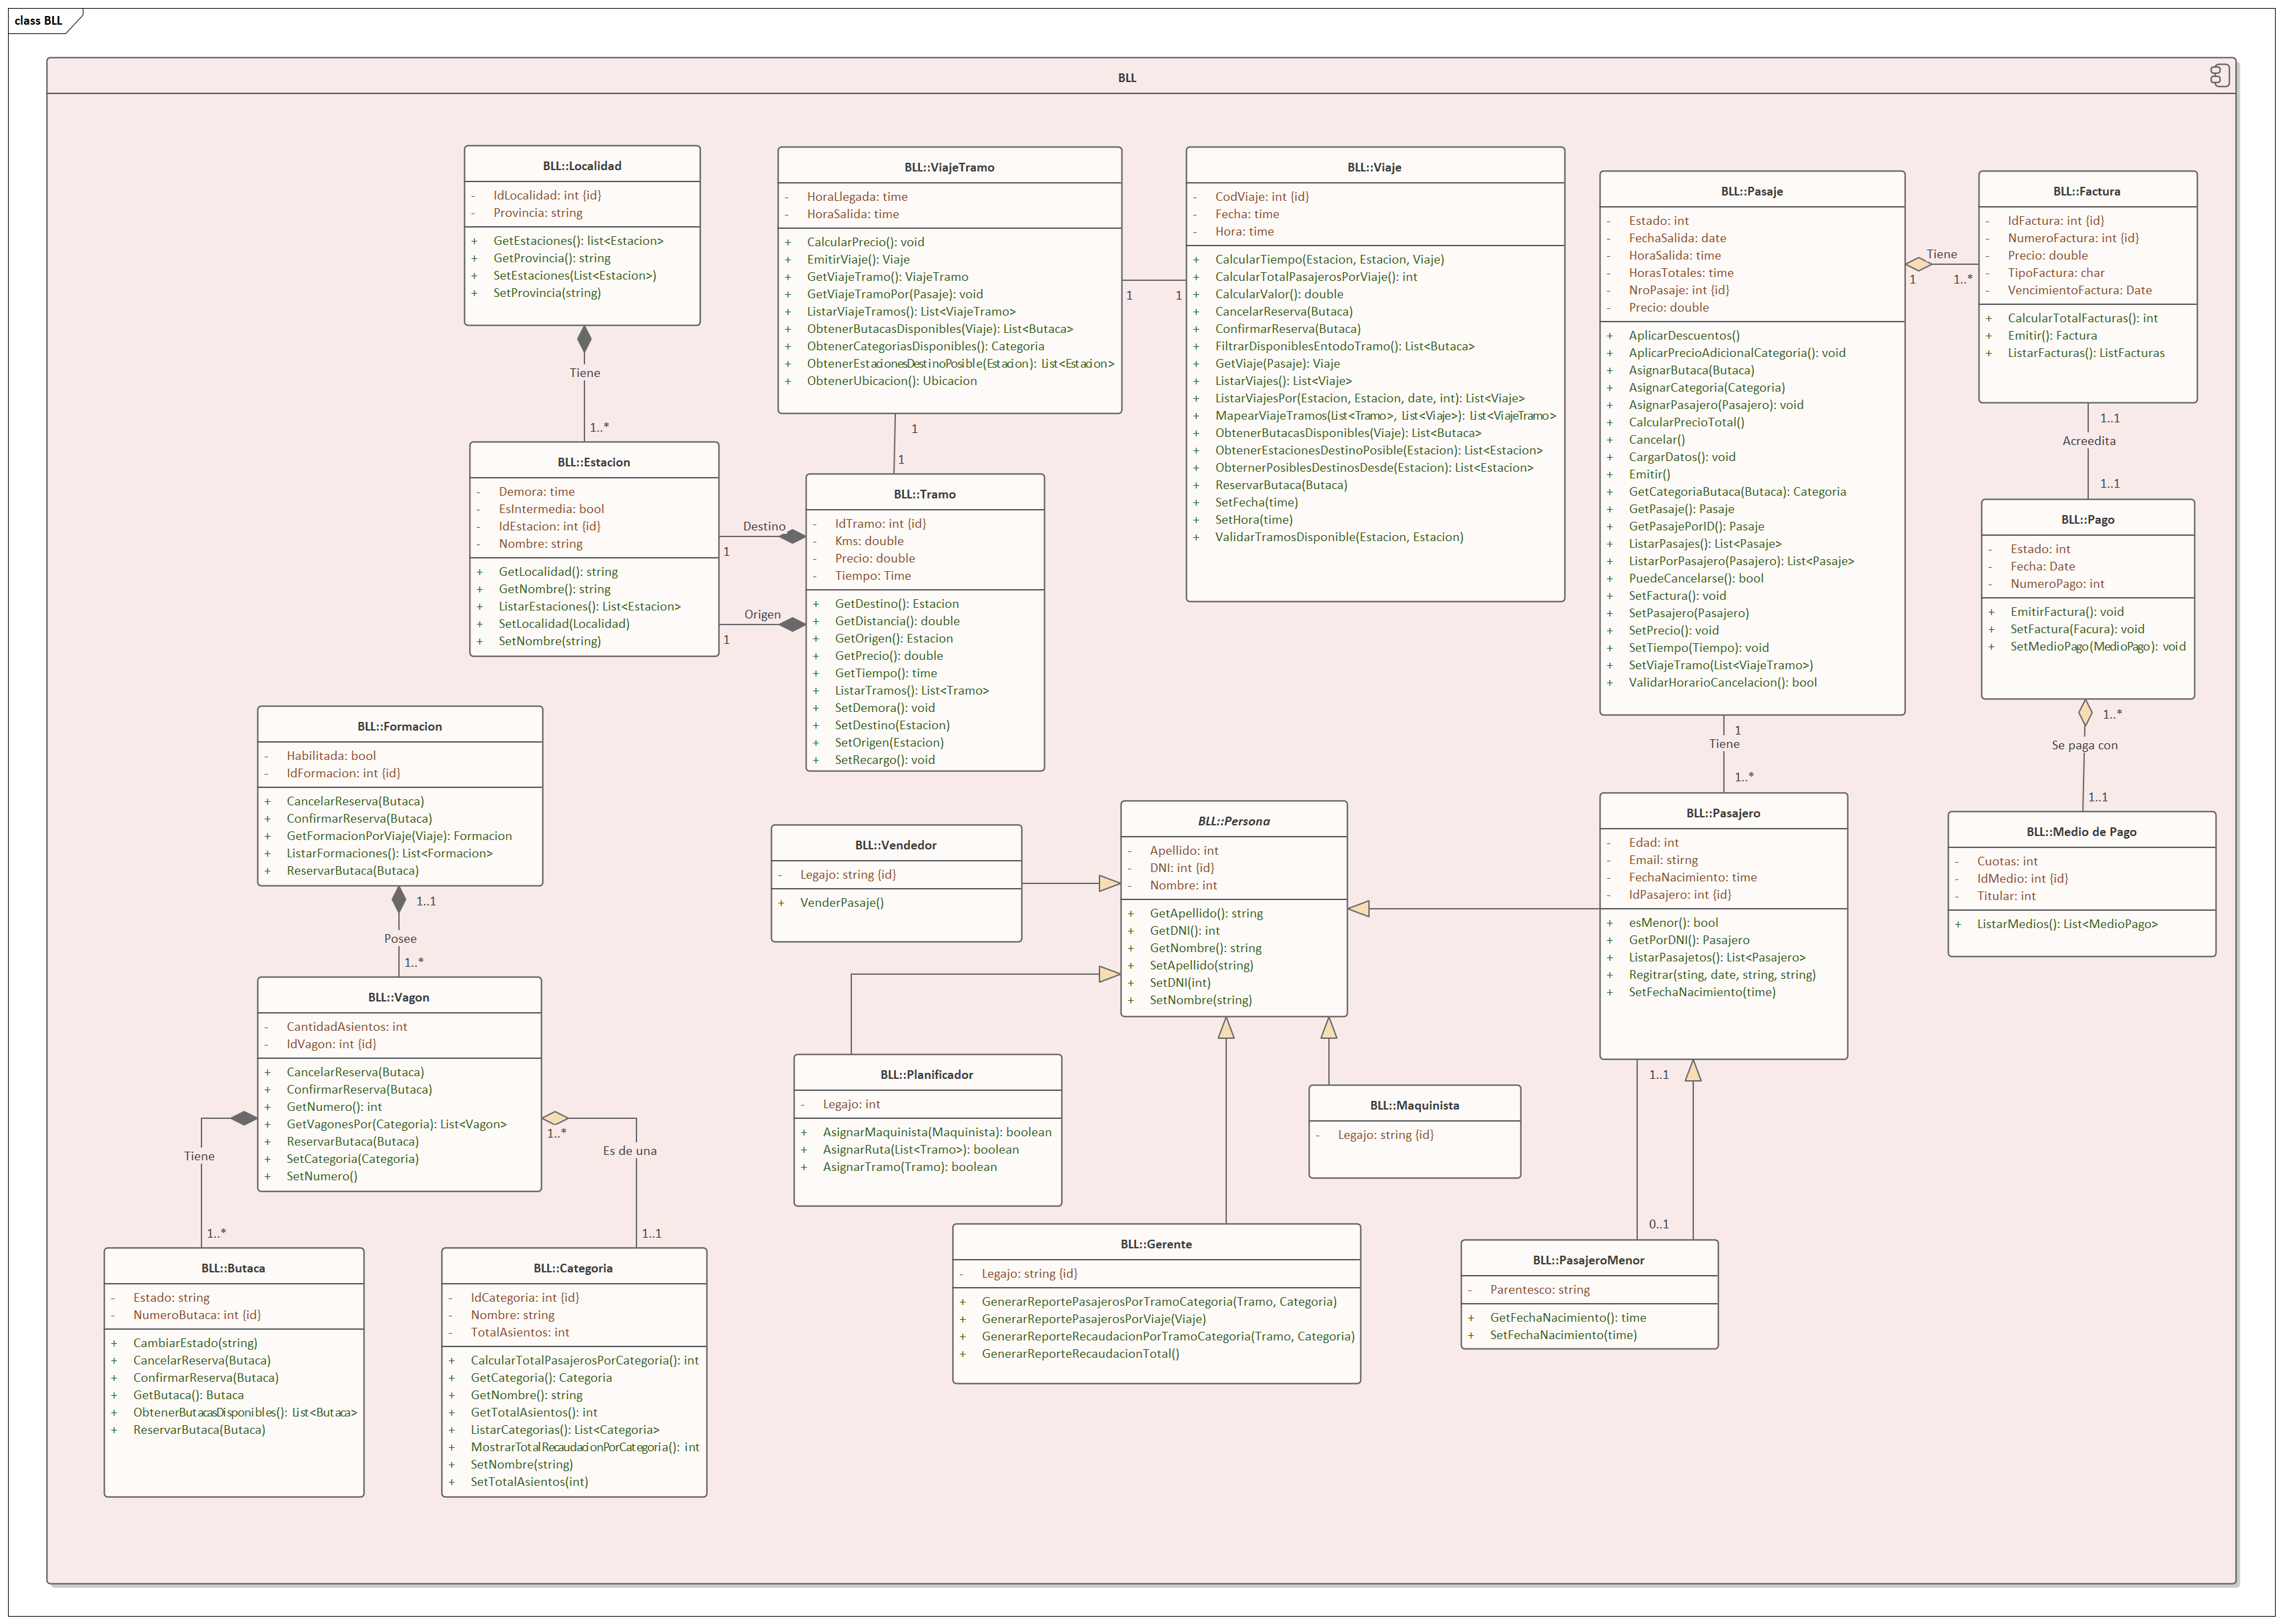 class BLL
BLL
BLL::Localidad
- IdLocalidad: int {id}
- Provincia: string
+ GetEstaciones(): list<Estacion>
+ GetProvincia(): string
+ SetEstaciones(List<Estacion>)
+ SetProvincia(string)
Tiene
1..*
BLL::ViajeTramo
- HoraLlegada: time
- HoraSalida: time
+ CalcularPrecio(): void
+ EmitirViaje(): Viaje
+ GetViajeTramo(): ViajeTramo
+ GetViajeTramoPor(Pasaje): void
+ ListarViajeTramos(): List<ViajeTramo>
+ ObtenerButacasDisponibles(Viaje): List<Butaca>
+ ObtenerCategoriasDisponibles(): Categoria
+ ObtenerEstacionesDestinoPosible(Estacion): List<Estacion>
+ ObtenerUbicacion(): Ubicacion
1
1
1
1
BLL::Viaje
- CodViaje: int {id}
- Fecha: time
- Hora: time
+ CalcularTiempo(Estacion, Estacion, Viaje)
+ CalcularTotalPasajerosPorViaje(): int
+ CalcularValor(): double
+ CancelarReserva(Butaca)
+ ConfirmarReserva(Butaca)
+ FiltrarDisponiblesEntodoTramo(): List<Butaca>
+ GetViaje(Pasaje): Viaje
+ ListarViajes(): List<Viaje>
+ ListarViajesPor(Estacion, Estacion, date, int): List<Viaje>
+ MapearViajeTramos(List<Tramo>, List<Viaje>): List<ViajeTramo>
+ ObtenerButacasDisponibles(Viaje): List<Butaca>
+ ObtenerEstacionesDestinoPosible(Estacion): List<Estacion>
+ ObternerPosiblesDestinosDesde(Estacion): List<Estacion>
+ ReservarButaca(Butaca)
+ SetFecha(time)
+ SetHora(time)
+ ValidarTramosDisponible(Estacion, Estacion)
BLL::Pasaje
- Estado: int
- FechaSalida: date
- HoraSalida: time
- HorasTotales: time
- NroPasaje: int {id}
- Precio: double
+ AplicarDescuentos()
+ AplicarPrecioAdicionalCategoria(): void
+ AsignarButaca(Butaca)
+ AsignarCategoria(Categoria)
+ AsignarPasajero(Pasajero): void
+ CalcularPrecioTotal()
+ Cancelar()
+ CargarDatos(): void
+ Emitir()
+ GetCategoriaButaca(Butaca): Categoria
+ GetPasaje(): Pasaje
+ GetPasajePorID(): Pasaje
+ ListarPasajes(): List<Pasaje>
+ ListarPorPasajero(Pasajero): List<Pasaje>
+ PuedeCancelarse(): bool
+ SetFactura(): void
+ SetPasajero(Pasajero)
+ SetPrecio(): void
+ SetTiempo(Tiempo): void
+ SetViajeTramo(List<ViajeTramo>)
+ ValidarHorarioCancelacion(): bool
Tiene
1
1..*
BLL::Factura
- IdFactura: int {id}
- NumeroFactura: int {id}
- Precio: double
- TipoFactura: char
- VencimientoFactura: Date
+ CalcularTotalFacturas(): int
+ Emitir(): Factura
+ ListarFacturas(): ListFacturas
1..1
Acreedita
1..1
BLL::Estacion
- Demora: time
- EsIntermedia: bool
- IdEstacion: int {id}
- Nombre: string
+ GetLocalidad(): string
+ GetNombre(): string
+ ListarEstaciones(): List<Estacion>
+ SetLocalidad(Localidad)
+ SetNombre(string)
Destino
1
Origen
1
BLL::Tramo
- IdTramo: int {id}
- Kms: double
- Precio: double
- Tiempo: Time
+ GetDestino(): Estacion
+ GetDistancia(): double
+ GetOrigen(): Estacion
+ GetPrecio(): double
+ GetTiempo(): time
+ ListarTramos(): List<Tramo>
+ SetDemora(): void
+ SetDestino(Estacion)
+ SetOrigen(Estacion)
+ SetRecargo(): void
BLL::Pago
- Estado: int
- Fecha: Date
- NumeroPago: int
+ EmitirFactura(): void
+ SetFactura(Facura): void
+ SetMedioPago(MedioPago): void
1..*
Se paga con
1..1
1
Tiene
1..*
BLL::Formacion
- Habilitada: bool
- IdFormacion: int {id}
+ CancelarReserva(Butaca)
+ ConfirmarReserva(Butaca)
+ GetFormacionPorViaje(Viaje): Formacion
+ ListarFormaciones(): List<Formacion>
+ ReservarButaca(Butaca)
1..1
Posee
1..*
BLL::Vendedor
- Legajo: string {id}
+ VenderPasaje()
BLL::Persona
- Apellido: int
- DNI: int {id}
- Nombre: int
+ GetApellido(): string
+ GetDNI(): int
+ GetNombre(): string
+ SetApellido(string)
+ SetDNI(int)
+ SetNombre(string)
BLL::Pasajero
- Edad: int
- Email: stirng
- FechaNacimiento: time
- IdPasajero: int {id}
+ esMenor(): bool
+ GetPorDNI(): Pasajero
+ ListarPasajetos(): List<Pasajero>
+ Regitrar(sting, date, string, string)
+ SetFechaNacimiento(time)
BLL::Medio de Pago
- Cuotas: int
- IdMedio: int {id}
- Titular: int
+ ListarMedios(): List<MedioPago>
BLL::Vagon
- CantidadAsientos: int
- IdVagon: int {id}
+ CancelarReserva(Butaca)
+ ConfirmarReserva(Butaca)
+ GetNumero(): int
+ GetVagonesPor(Categoria): List<Vagon>
+ ReservarButaca(Butaca)
+ SetCategoria(Categoria)
+ SetNumero()
Tiene
1..*
1..*
Es de una
1..1
BLL::Planificador
- Legajo: int
+ AsignarMaquinista(Maquinista): boolean
+ AsignarRuta(List<Tramo>): boolean
+ AsignarTramo(Tramo): boolean
BLL::Maquinista
- Legajo: string {id}
1..1
0..1
BLL::Butaca
- Estado: string
- NumeroButaca: int {id}
+ CambiarEstado(string)
+ CancelarReserva(Butaca)
+ ConfirmarReserva(Butaca)
+ GetButaca(): Butaca
+ ObtenerButacasDisponibles(): List<Butaca>
+ ReservarButaca(Butaca)
BLL::Categoria
- IdCategoria: int {id}
- Nombre: string
- TotalAsientos: int
+ CalcularTotalPasajerosPorCategoria(): int
+ GetCategoria(): Categoria
+ GetNombre(): string
+ GetTotalAsientos(): int
+ ListarCategorias(): List<Categoria>
+ MostrarTotalRecaudacionPorCategoria(): int
+ SetNombre(string)
+ SetTotalAsientos(int)
BLL::Gerente
- Legajo: string {id}
+ GenerarReportePasajerosPorTramoCategoria(Tramo, Categoria)
+ GenerarReportePasajerosPorViaje(Viaje)
+ GenerarReporteRecaudacionPorTramoCategoria(Tramo, Categoria)
+ GenerarReporteRecaudacionTotal()
BLL::PasajeroMenor
- Parentesco: string
+ GetFechaNacimiento(): time
+ SetFechaNacimiento(time)